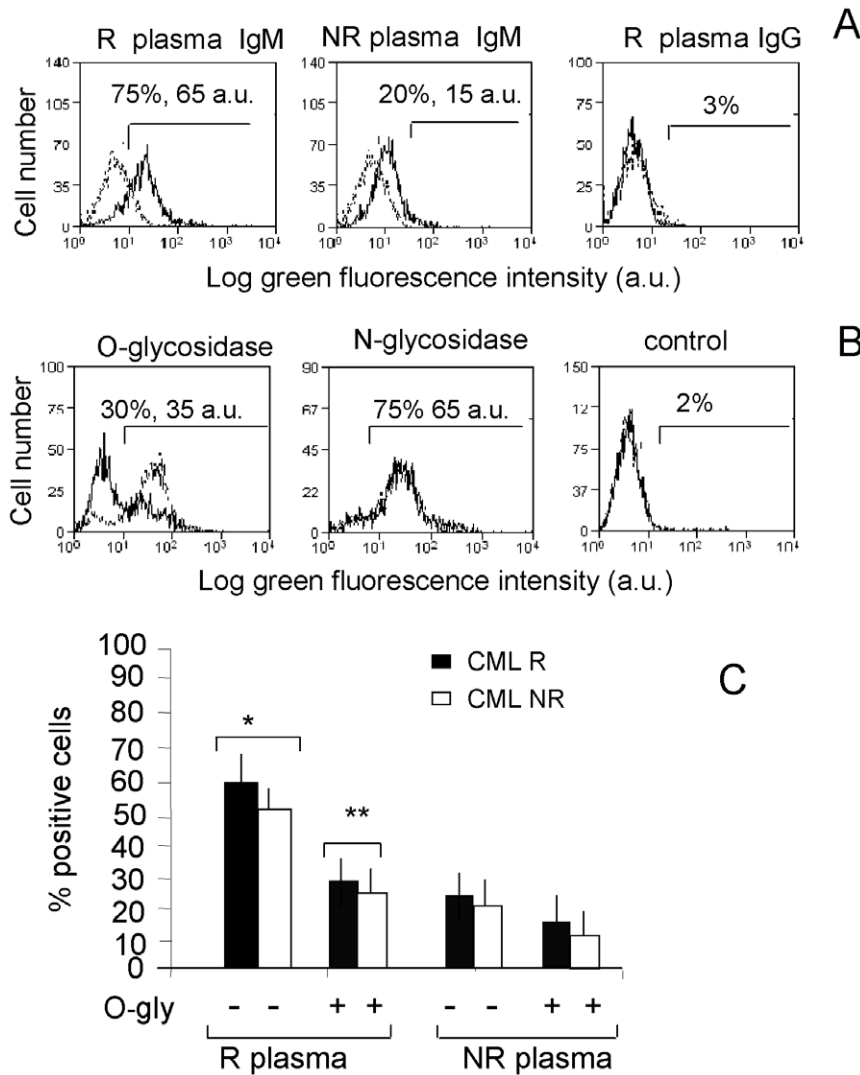 A
R plasma IgM NR plasma IgM R plasma IgG
Cell number
140
105
70
35
0
75%, 65 a.u.
10⁰ 10¹ 10² 10³ 10⁴
140
105
70
35
0
20%, 15 a.u.
10⁰ 10¹ 10² 10³ 10⁴
100
75
50
25
0
3%
10⁰ 10¹ 10² 10³ 10⁴
Log green fluorescence intensity (a.u.)
B
O-glycosidase N-glycosidase control
Cell number
100
75
50
25
0
30%, 35 a.u.
10⁰ 10¹ 10² 10³ 10⁴
90
67
45
22
0
75% 65 a.u.
10⁰ 10¹ 10² 10³ 10⁴
150
12
75
37
0
2%
10⁰ 10¹ 10² 10³ 10⁴
Log green fluorescence intensity (a.u.)
C
% positive cells
100
90
80
70
60
50
40
30
20
10
0
CML R
CML NR
*
**
O-gly - - + + - - + +
R plasma NR plasma